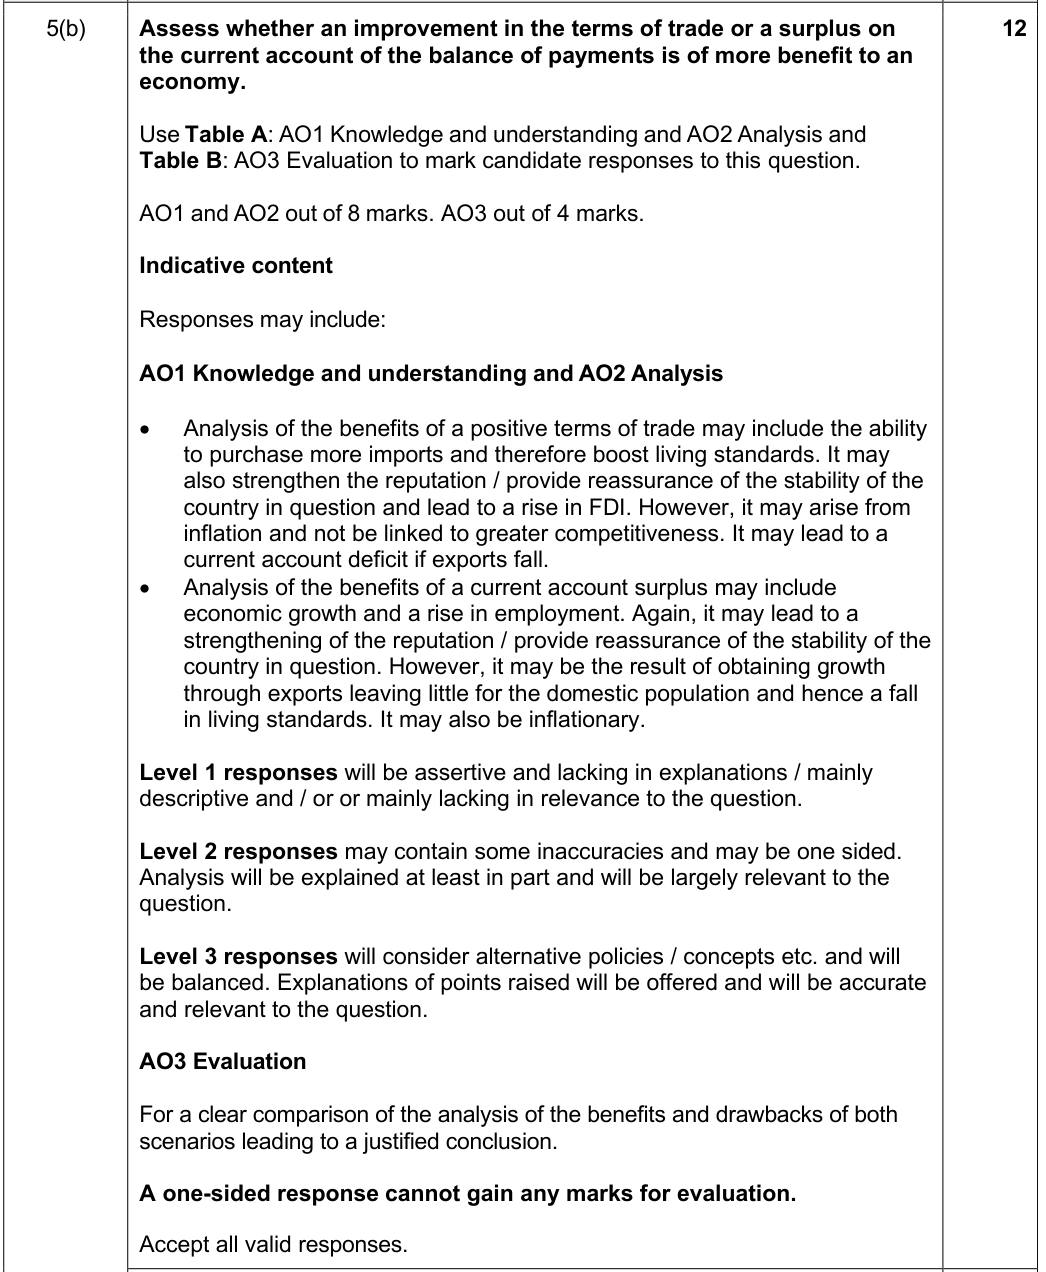 5(b)
Assess whether an improvement in the terms of trade or a surplus on
the current account of the balance of payments is of more benefit to an
economy.
12
Use Table A: AO1 Knowledge and understanding and AO2 Analysis and
Table B: AO3 Evaluation to mark candidate responses to this question.
AO1 and AO2 out of 8 marks. AO3 out of 4 marks.
Indicative content
Responses may include:
AO1 Knowledge and understanding and AO2 Analysis
• Analysis of the benefits of a positive terms of trade may include the ability
to purchase more imports and therefore boost living standards. It may
also strengthen the reputation / provide reassurance of the stability of the
country in question and lead to a rise in FDI. However, it may arise from
inflation and not be linked to greater competitiveness. It may lead to a
current account deficit if exports fall.
• Analysis of the benefits of a current account surplus may include
economic growth and a rise in employment. Again, it may lead to a
strengthening of the reputation / provide reassurance of the stability of the
country in question. However, it may be the result of obtaining growth
through exports leaving little for the domestic population and hence a fall
in living standards. It may also be inflationary.
Level 1 responses will be assertive and lacking in explanations / mainly
descriptive and / or or mainly lacking in relevance to the question.
Level 2 responses may contain some inaccuracies and may be one sided.
Analysis will be explained at least in part and will be largely relevant to the
question.
Level 3 responses will consider alternative policies / concepts etc. and will
be balanced. Explanations of points raised will be offered and will be accurate
and relevant to the question.
AO3 Evaluation
For a clear comparison of the analysis of the benefits and drawbacks of both
scenarios leading to a justified conclusion.
A one-sided response cannot gain any marks for evaluation.
Accept all valid responses.